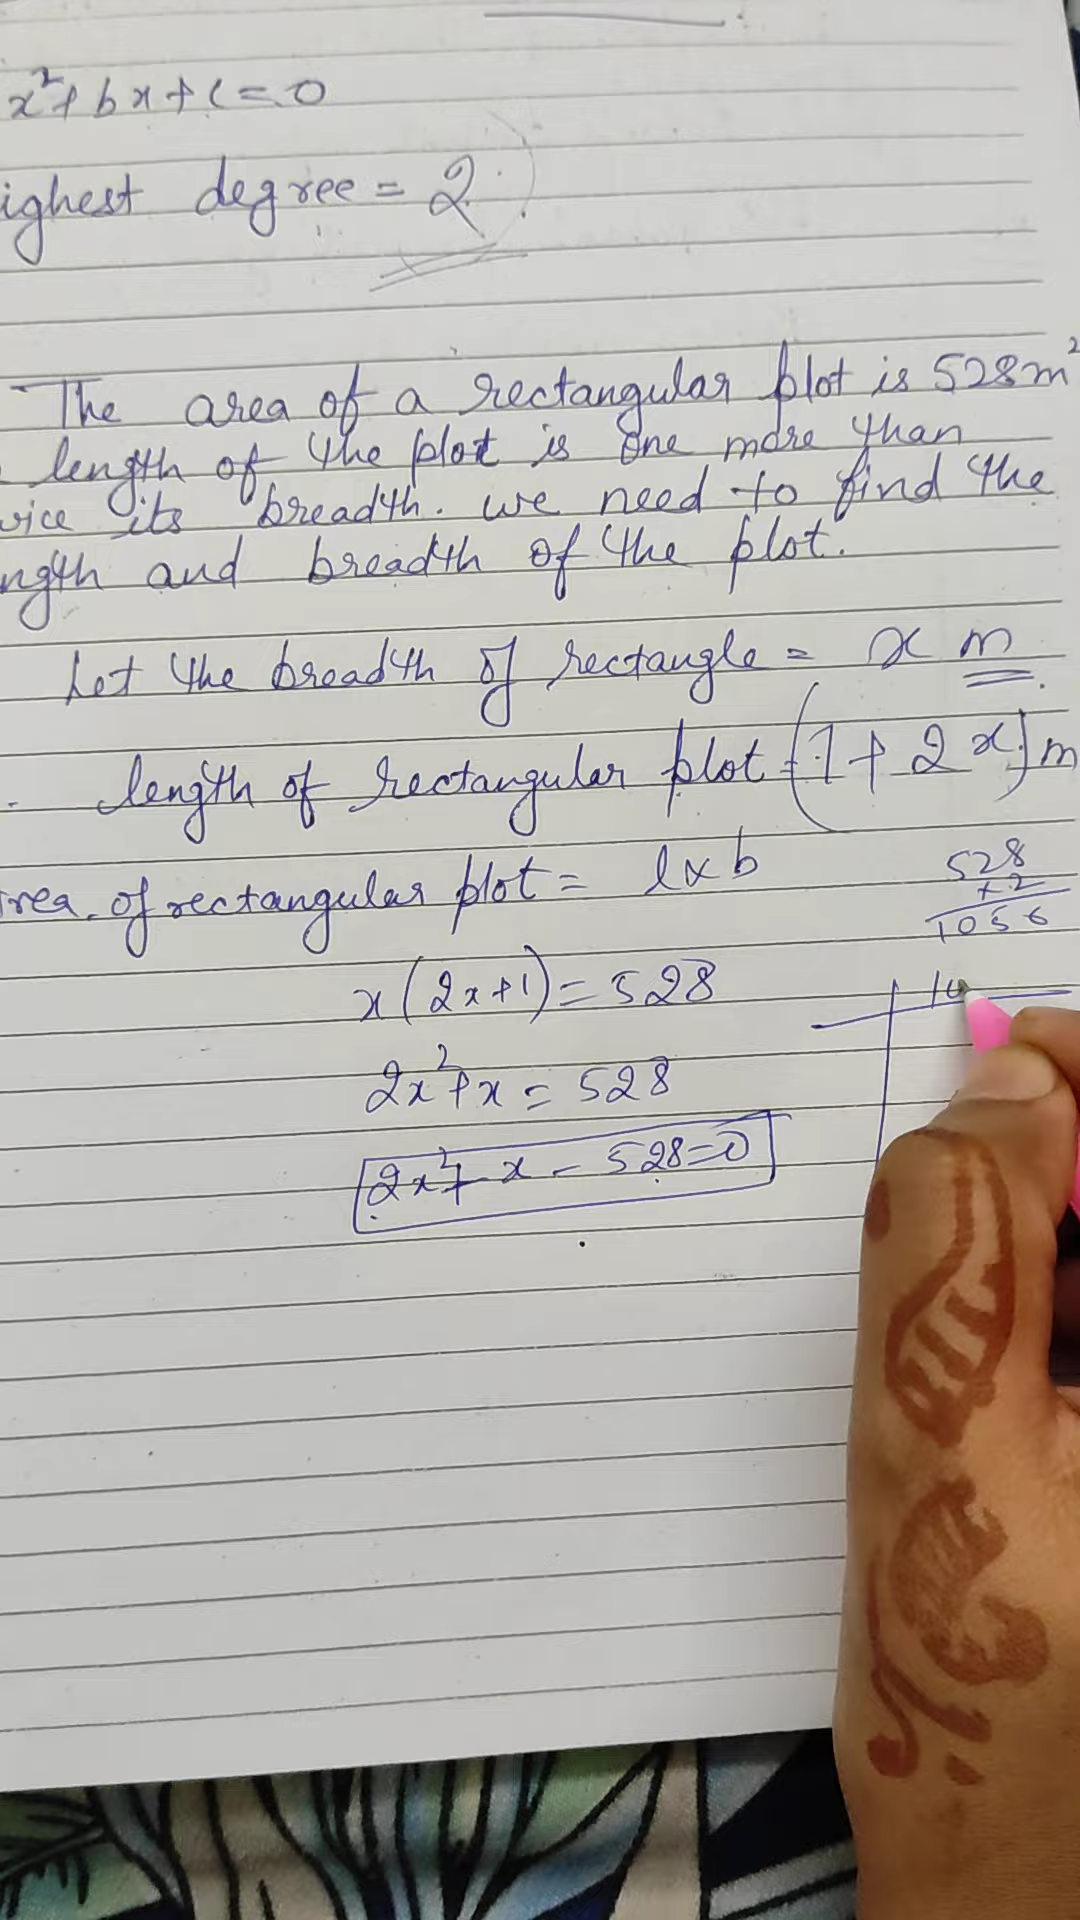 x²+bx+c=0
ighest degree = 2
The area of a rectangular plot is 528m²
length of the plot is one more than
vice its breadth. we need to find the
ngth and breadth of the plot.
Let the breadth of rectangle = x m
length of rectangular plot = (1+2x) m
rea of rectangular plot = l×b
528
×2
1056
x(2x+1)=528
10
2x²+x=528
2x²+x-528=0